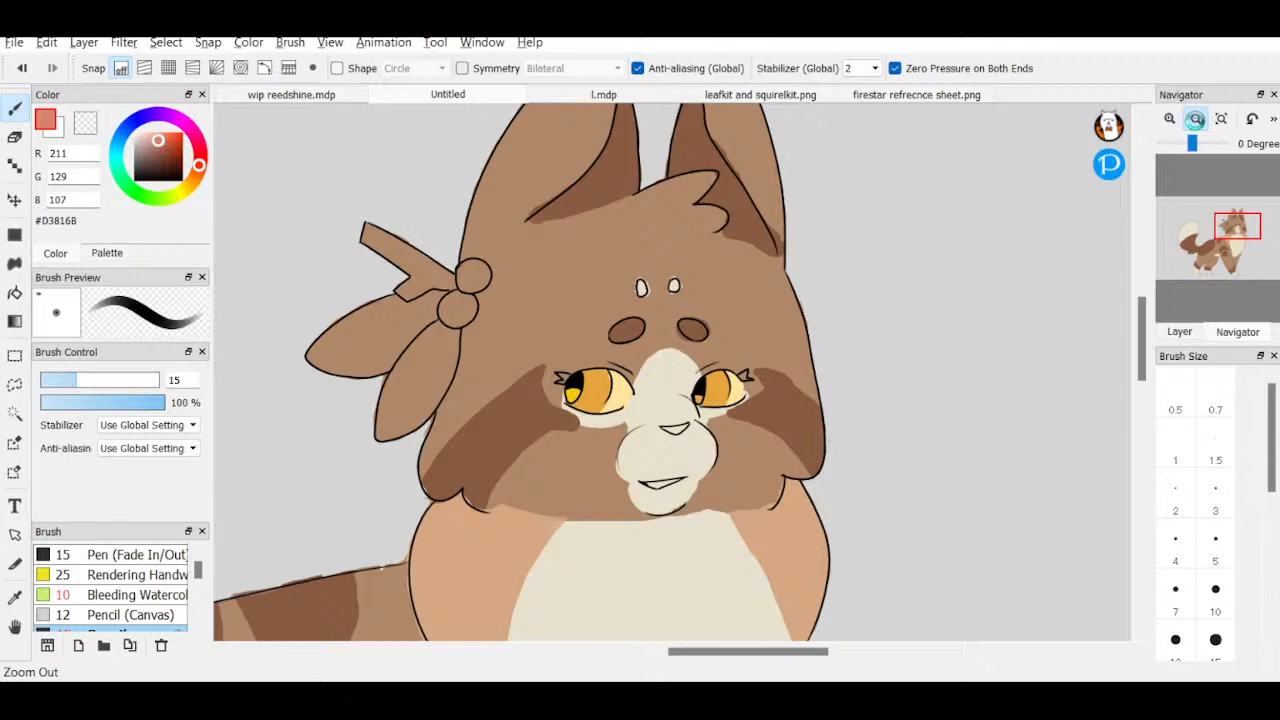 File Edit Layer Filter Select Snap Color Brush View Animation Tool Window Help
Snap off Shape Circle Symmetry Bilateral Anti-aliasing (Global) Stabilizer (Global) 2 Zero Pressure on Both Ends
Color wip reedshine.mdp Untitled l.mdp leafkit and squirelkit.png firestar refrecnce sheet.png Navigator
R 211
G 129
B 107
#D3816B
0 Degree
Color Palette
Brush Preview
Layer Navigator
Brush Control
Brush Size
15
100 %
0.5 0.7
Stabilizer Use Global Setting
Anti-aliasin Use Global Setting
1 1.5
2 3
4 5
7 10
Brush
15 Pen (Fade In/Out)
25 Rendering Handw
10 Bleeding Watercol
12 Pencil (Canvas)
Zoom Out